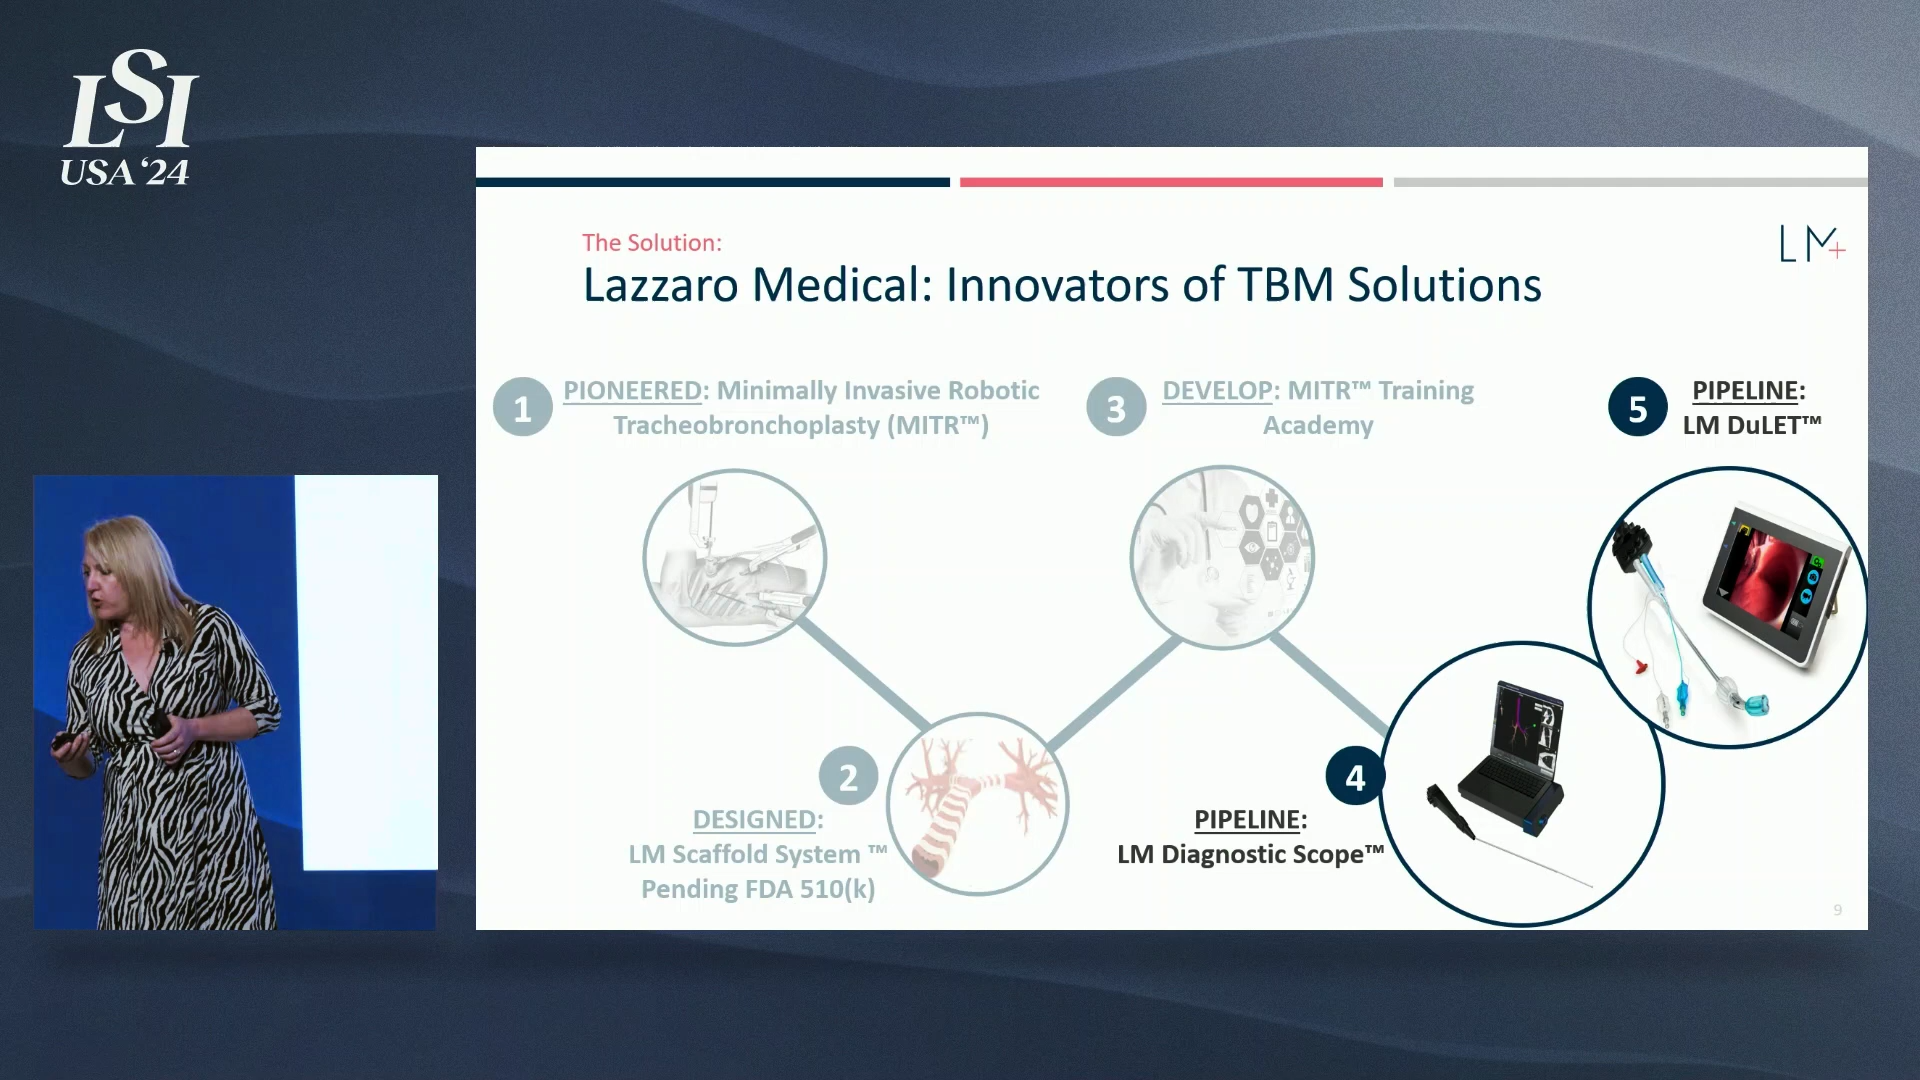 LSI
USA '24
The Solution:
Lazzaro Medical: Innovators of TBM Solutions
LM+
1
PIONEERED: Minimally Invasive Robotic
Tracheobronchoplasty (MITR™)
3
DEVELOP: MITR™ Training
Academy
5
PIPELINE:
LM DuLET™
2
DESIGNED:
LM Scaffold System ™
Pending FDA 510(k)
4
PIPELINE:
LM Diagnostic Scope™
9